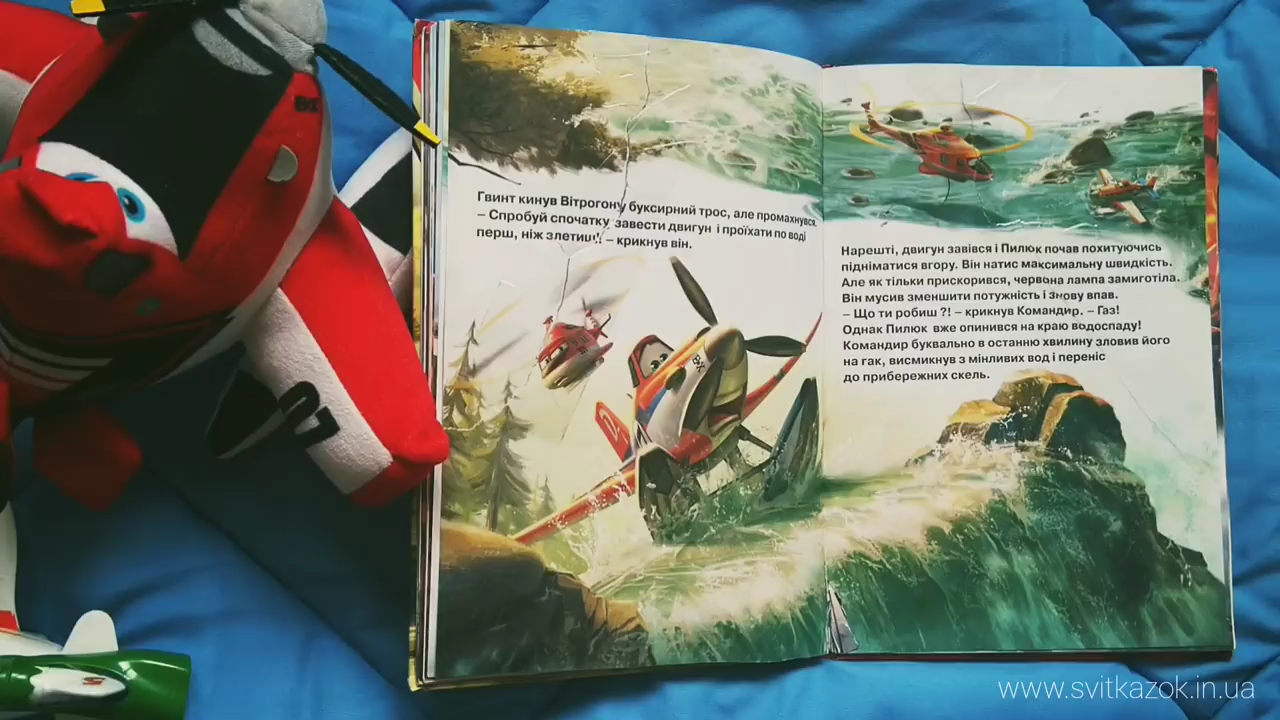 Гвинт кинув Вітрогону буксирний трос, але промахнувся.
– Спробуй спочатку завести двигун і проїхати по воді
перш, ніж злетиш! – крикнув він.
Нарешті, двигун завівся і Пилюк почав похитуючись
підніматися вгору. Він натис максимальну швидкість.
Але як тільки прискорився, червона лампа замиготіла.
Він мусив зменшити потужність і знову впав.
– Що ти робиш ?! – крикнув Командир. – Газ!
Однак Пилюк вже опинився на краю водоспаду!
Командир буквально в останню хвилину зловив його
на гак, висмикнув з мінливих вод і переніс
до прибережних скель.
www.svitkazok.in.ua